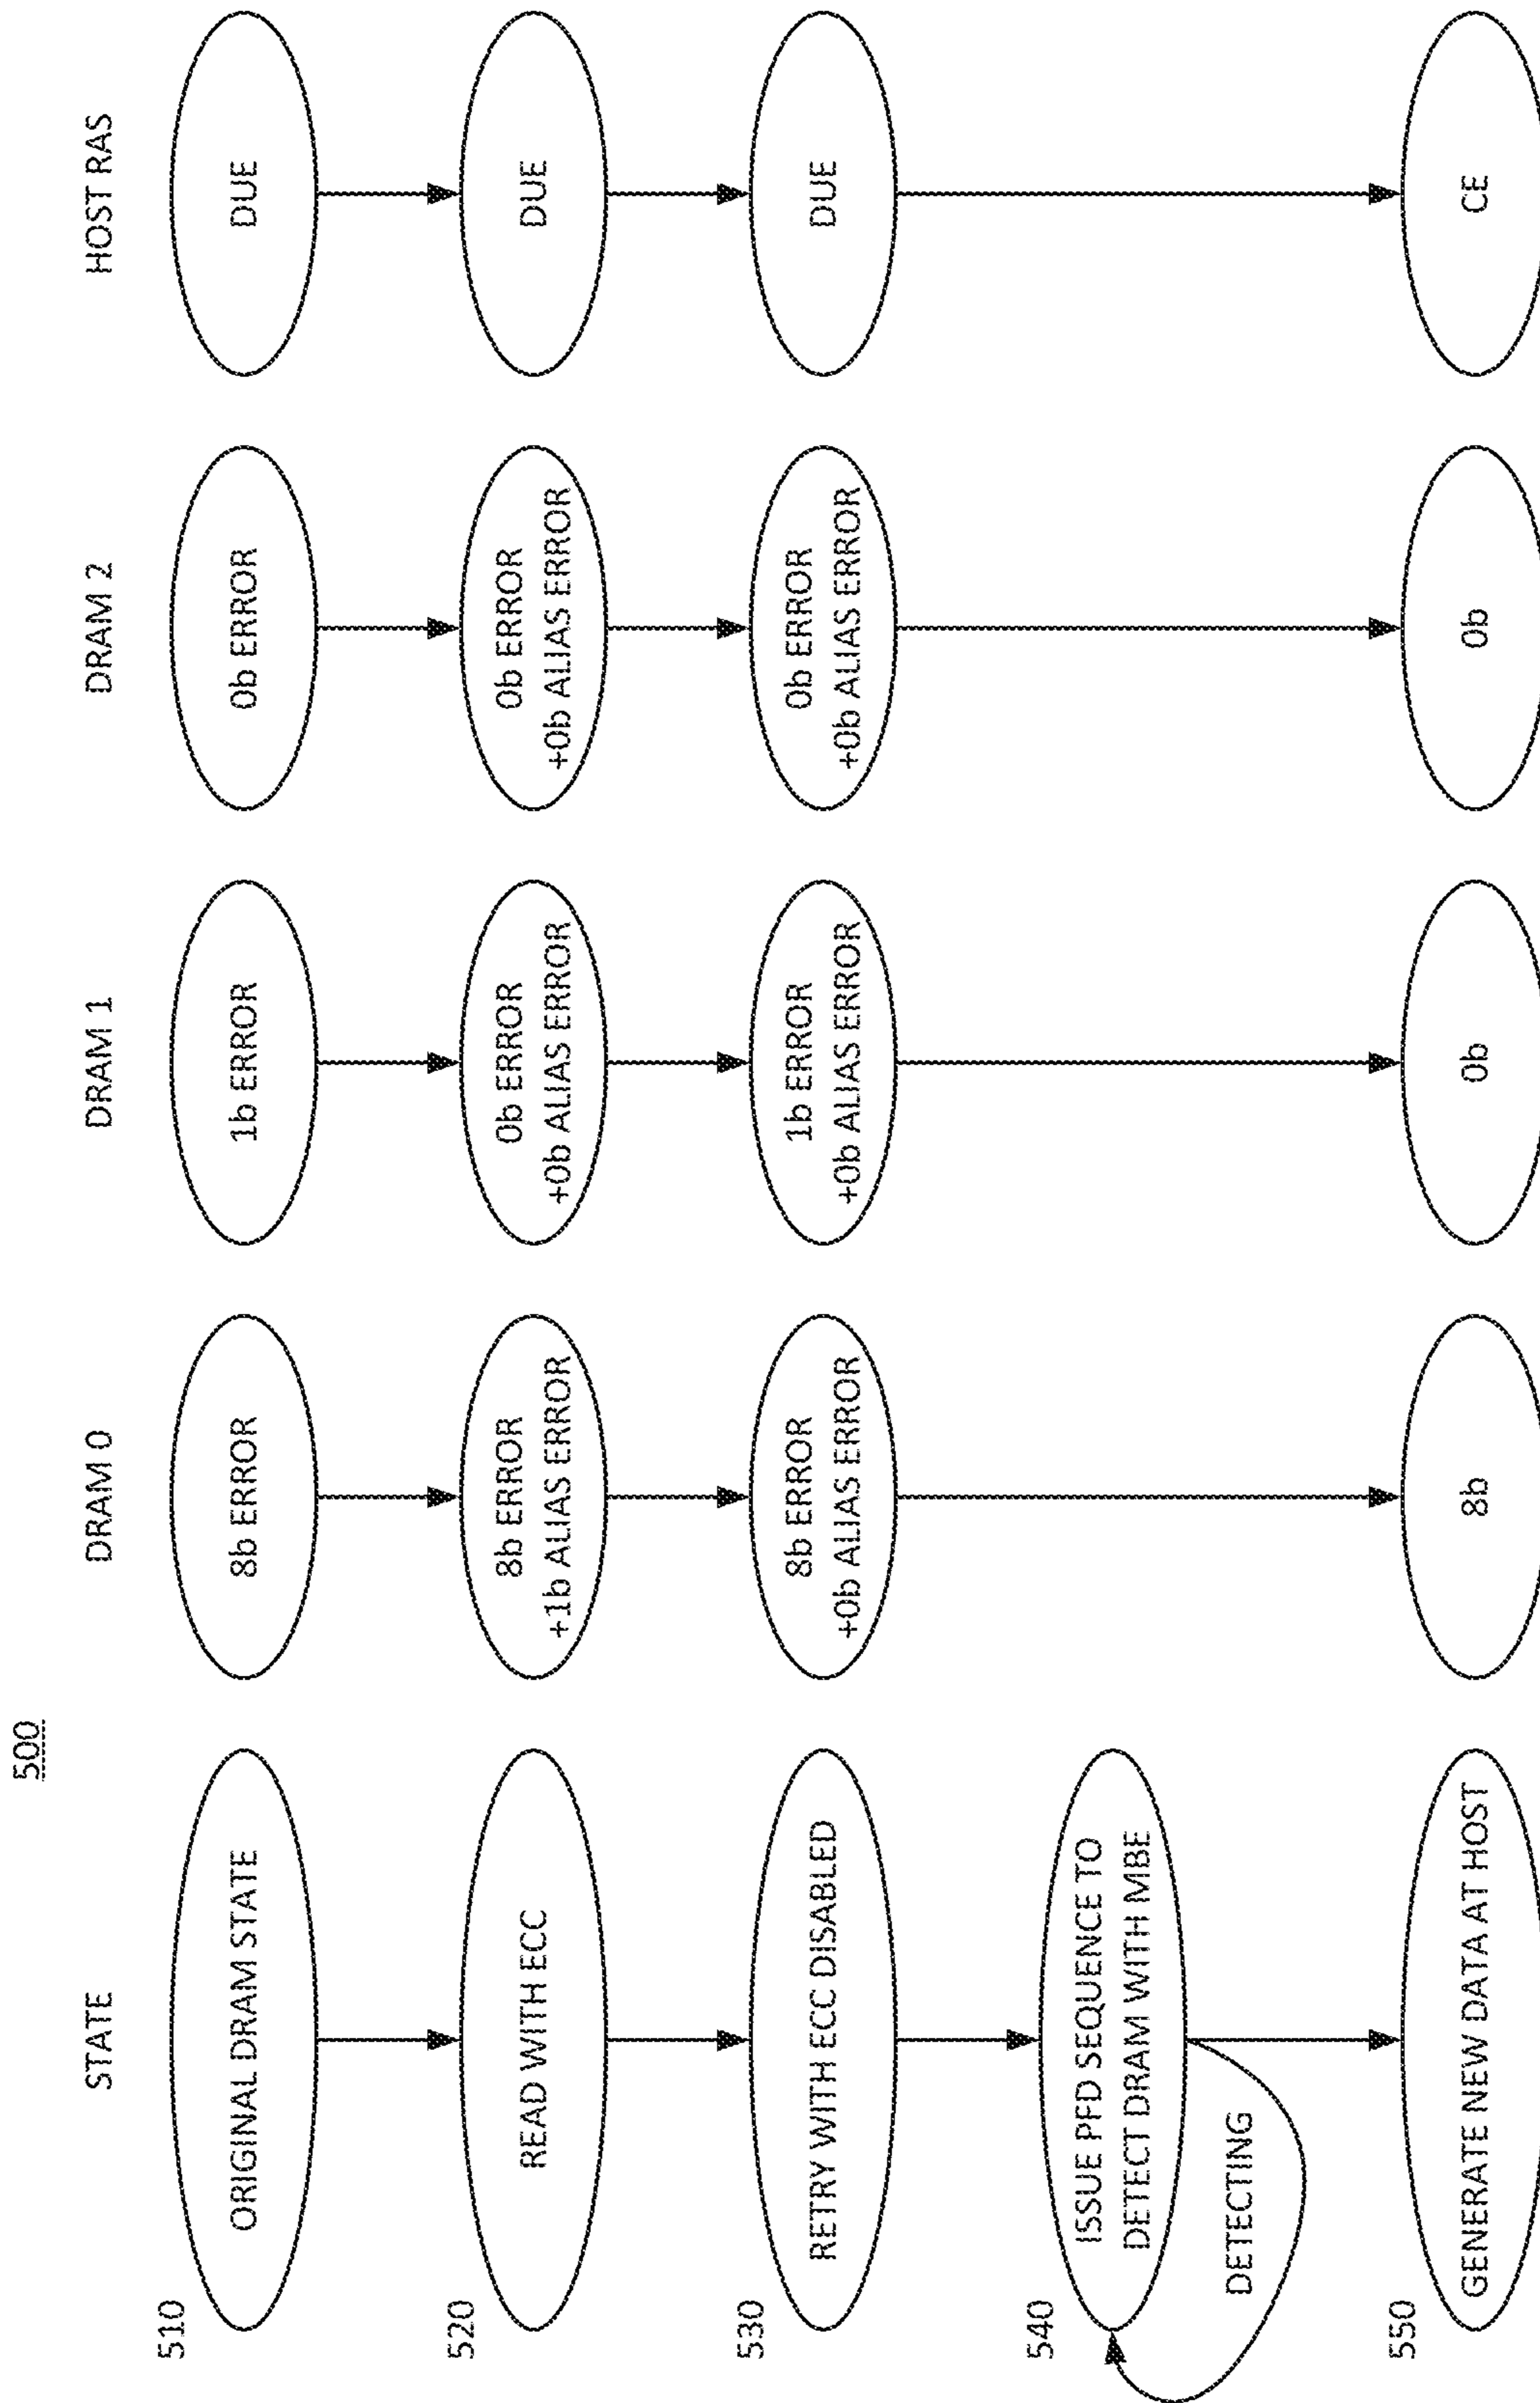 500
STATE
DRAM 0
DRAM 1
DRAM 2
HOST RAS
510
ORIGINAL DRAM STATE
8b ERROR
1b ERROR
0b ERROR
DUE
520
READ WITH ECC
8b ERROR
+1b ALIAS ERROR
0b ERROR
+0b ALIAS ERROR
0b ERROR
+0b ALIAS ERROR
DUE
530
RETRY WITH ECC DISABLED
8b ERROR
+0b ALIAS ERROR
1b ERROR
+0b ALIAS ERROR
0b ERROR
+0b ALIAS ERROR
DUE
540
ISSUE PFD SEQUENCE TO
DETECT DRAM WITH MBE
DETECTING
550
GENERATE NEW DATA AT HOST
8b
0b
0b
CE